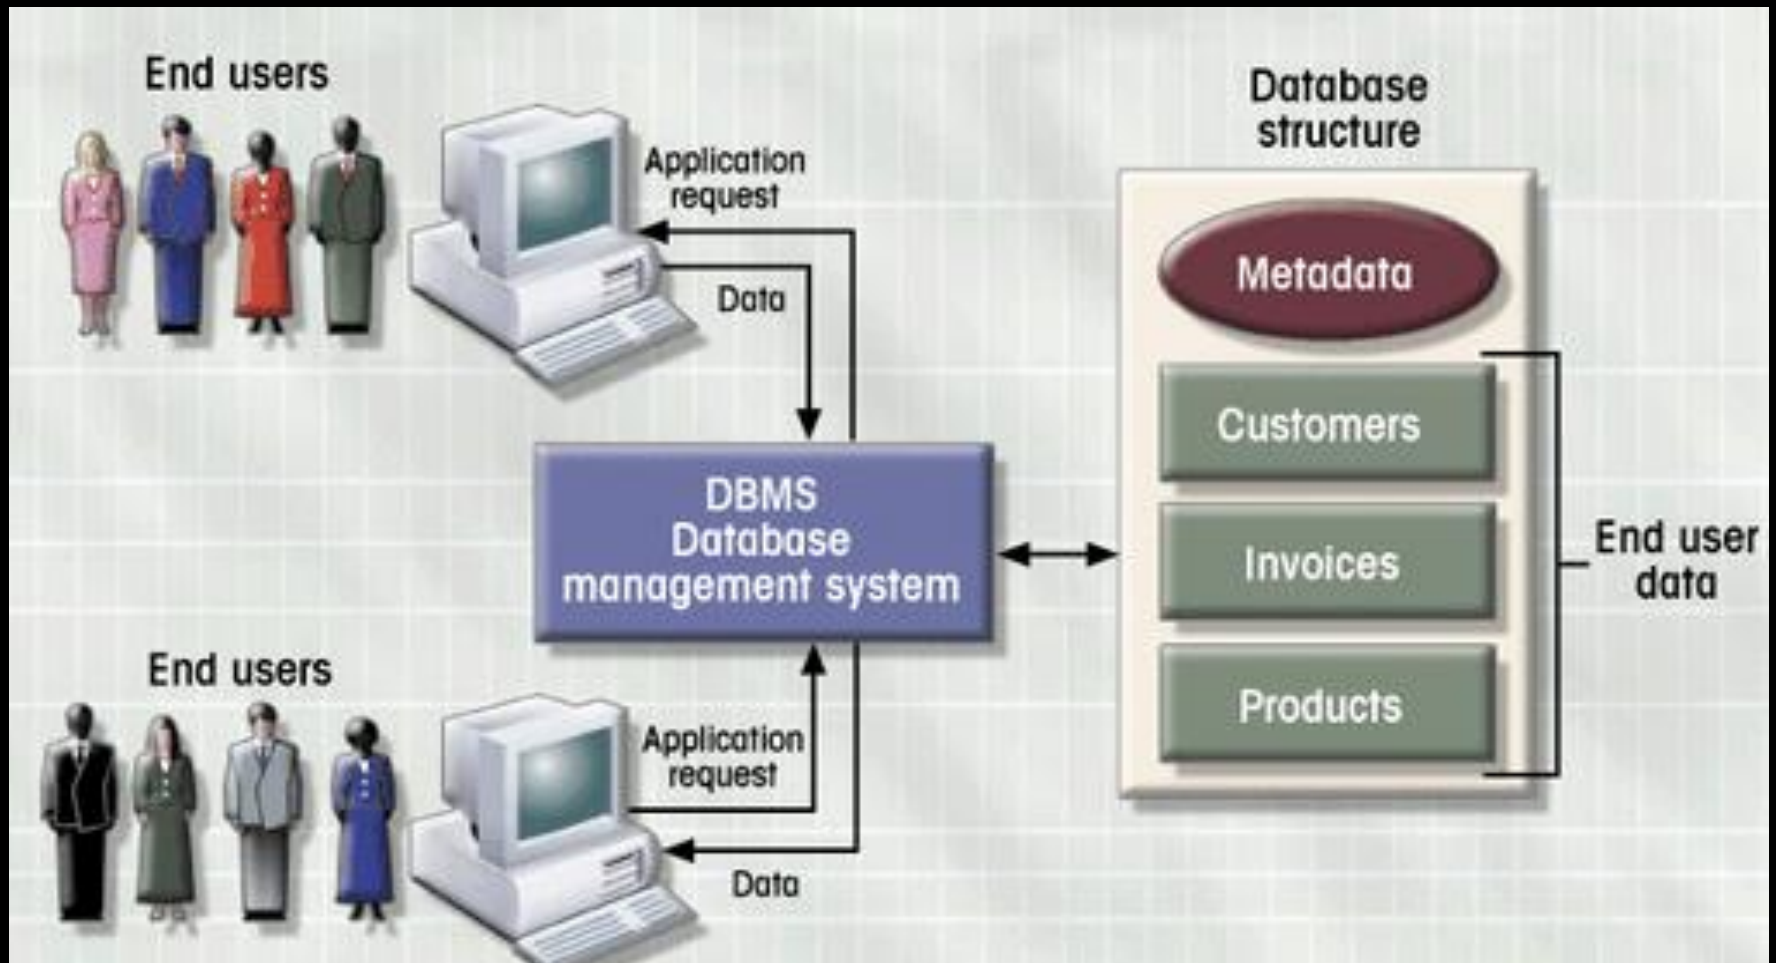 End users
Application
request
Data
DBMS
Database
management system
End users
Application
request
Data
Database
structure
Metadata
Customers
Invoices
Products
End user
data